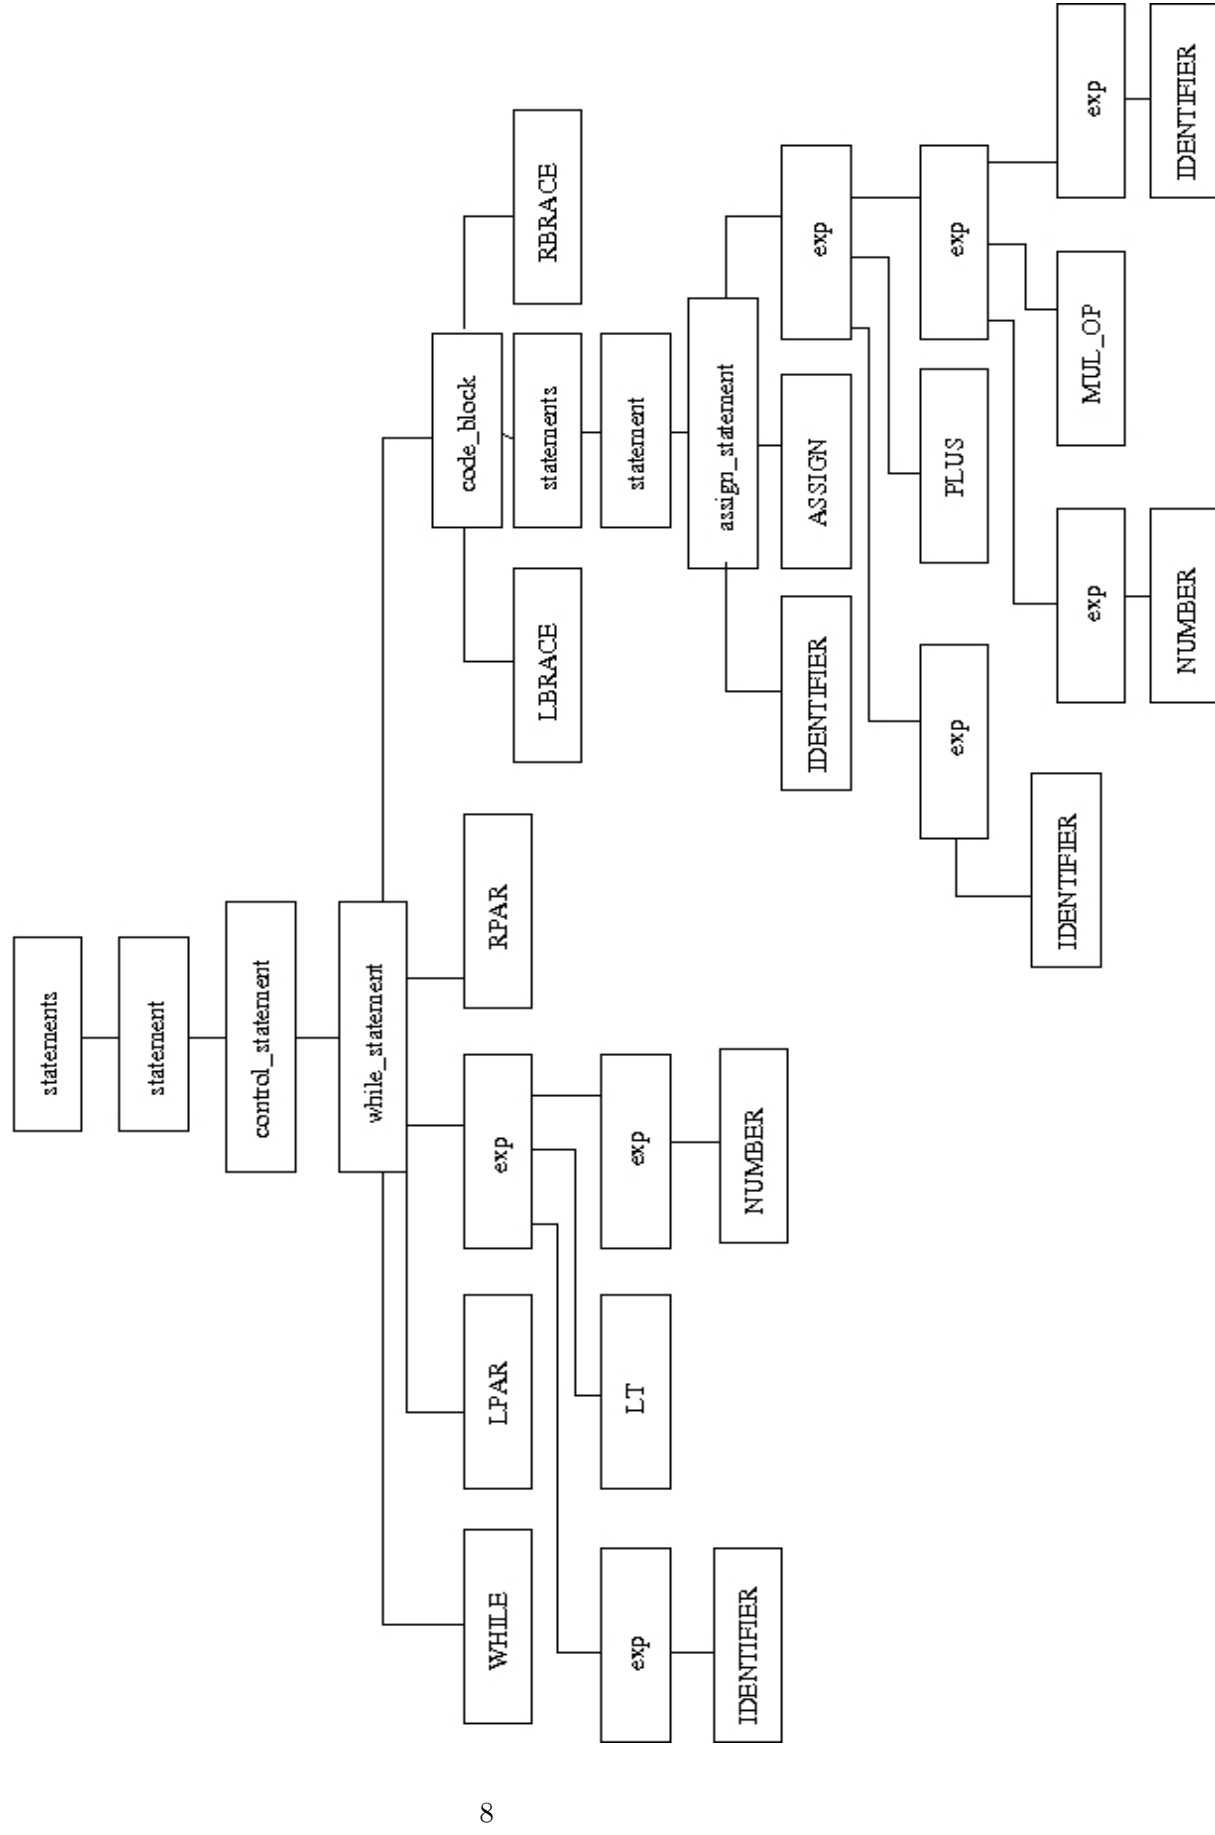 statements
statement
control_statement
while_statement
WHILE
LPAR
exp
RPAR
code_block
exp
LT
exp
LBRACE
statements
RBRACE
IDENTIFIER
NUMBER
statement
assign_statement
IDENTIFIER
ASSIGN
exp
exp
PLUS
exp
IDENTIFIER
exp
MUL_OP
exp
NUMBER
IDENTIFIER
8